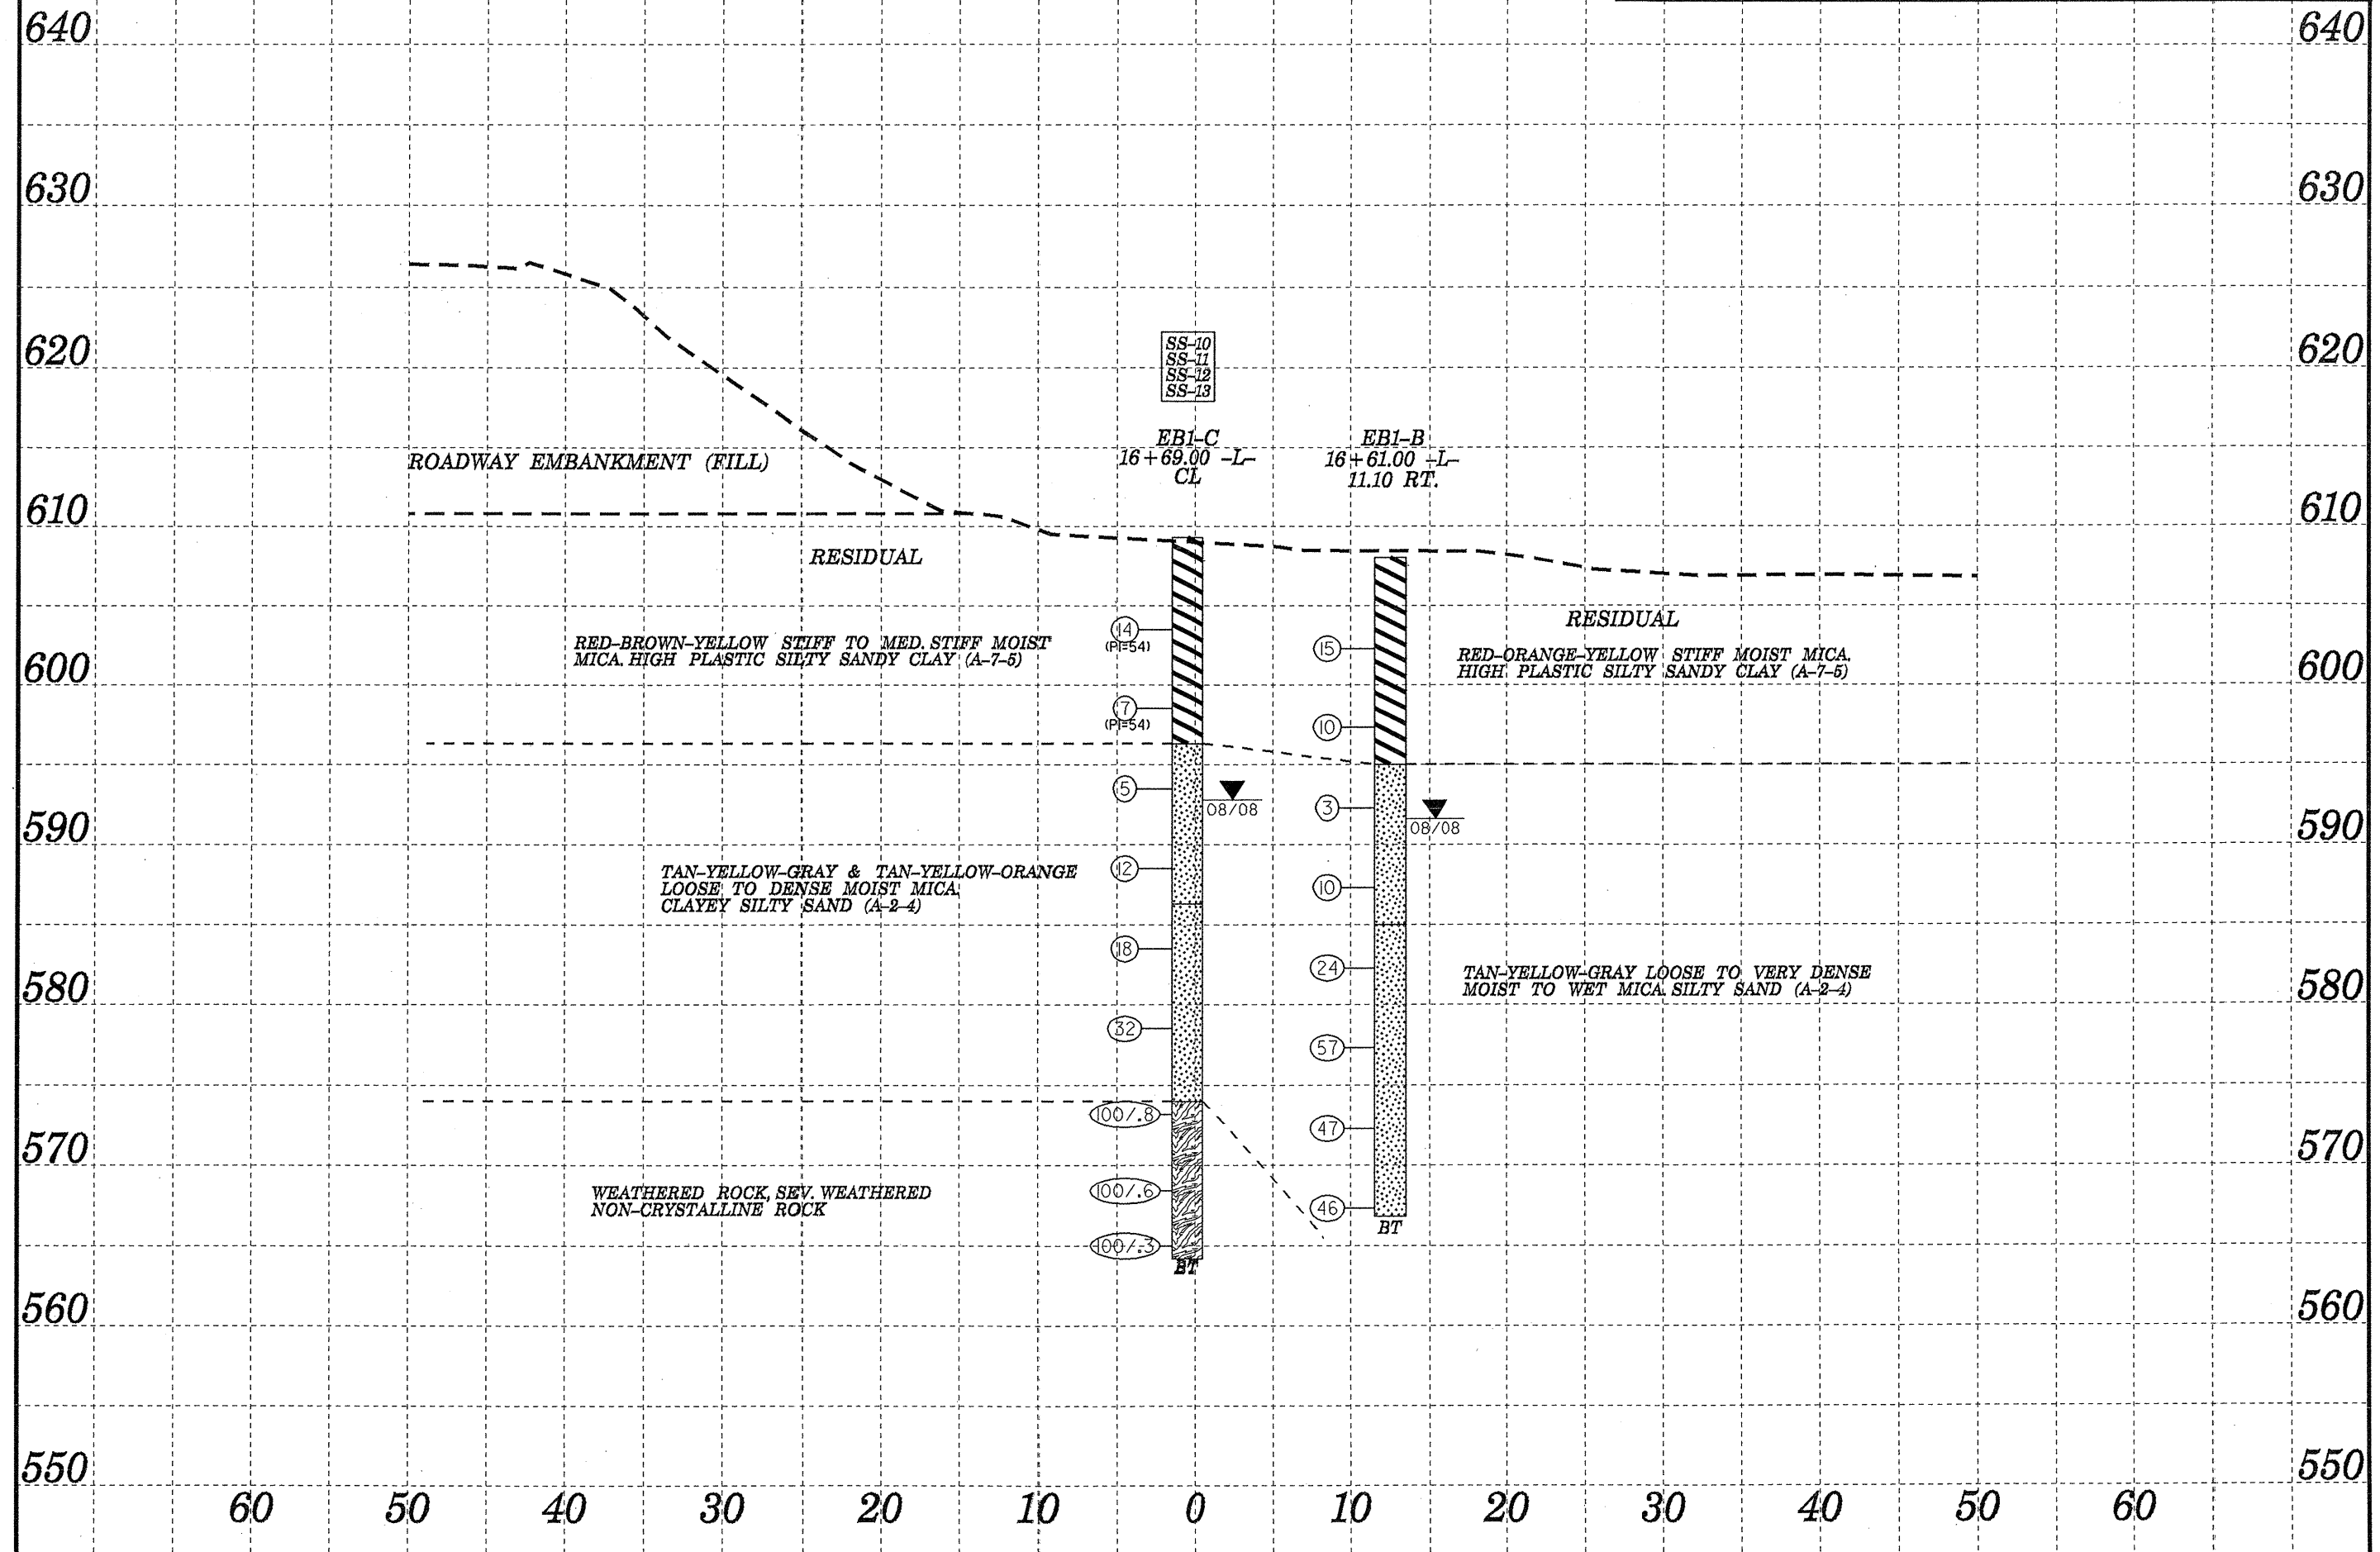 640 640
630 630
620 620
610 610
600 600
590 590
580 580
570 570
560 560
550 550
SS-10
SS-11
SS-12
SS-13
EB1-C
16+69.00 -L-
CL
EB1-B
16+61.00 -L-
11.10 RT.
ROADWAY EMBANKMENT (FILL)
RESIDUAL
RED-BROWN-YELLOW STIFF TO MED. STIFF MOIST
MICA. HIGH PLASTIC SILTY SANDY CLAY (A-7-5)
14
(PI=54)
7
(PI=54)
5
12
18
32
100/.8
100/.6
100/.3
BT
08/08
TAN-YELLOW-GRAY & TAN-YELLOW-ORANGE
LOOSE TO DENSE MOIST MICA.
CLAYEY SILTY SAND (A-2-4)
WEATHERED ROCK, SEV. WEATHERED
NON-CRYSTALLINE ROCK
15
10
3
10
24
57
47
46
BT
08/08
RESIDUAL
RED-ORANGE-YELLOW STIFF MOIST MICA.
HIGH PLASTIC SILTY SANDY CLAY (A-7-5)
TAN-YELLOW-GRAY LOOSE TO VERY DENSE
MOIST TO WET MICA. SILTY SAND (A-2-4)
60 50 40 30 20 10 0 10 20 30 40 50 60